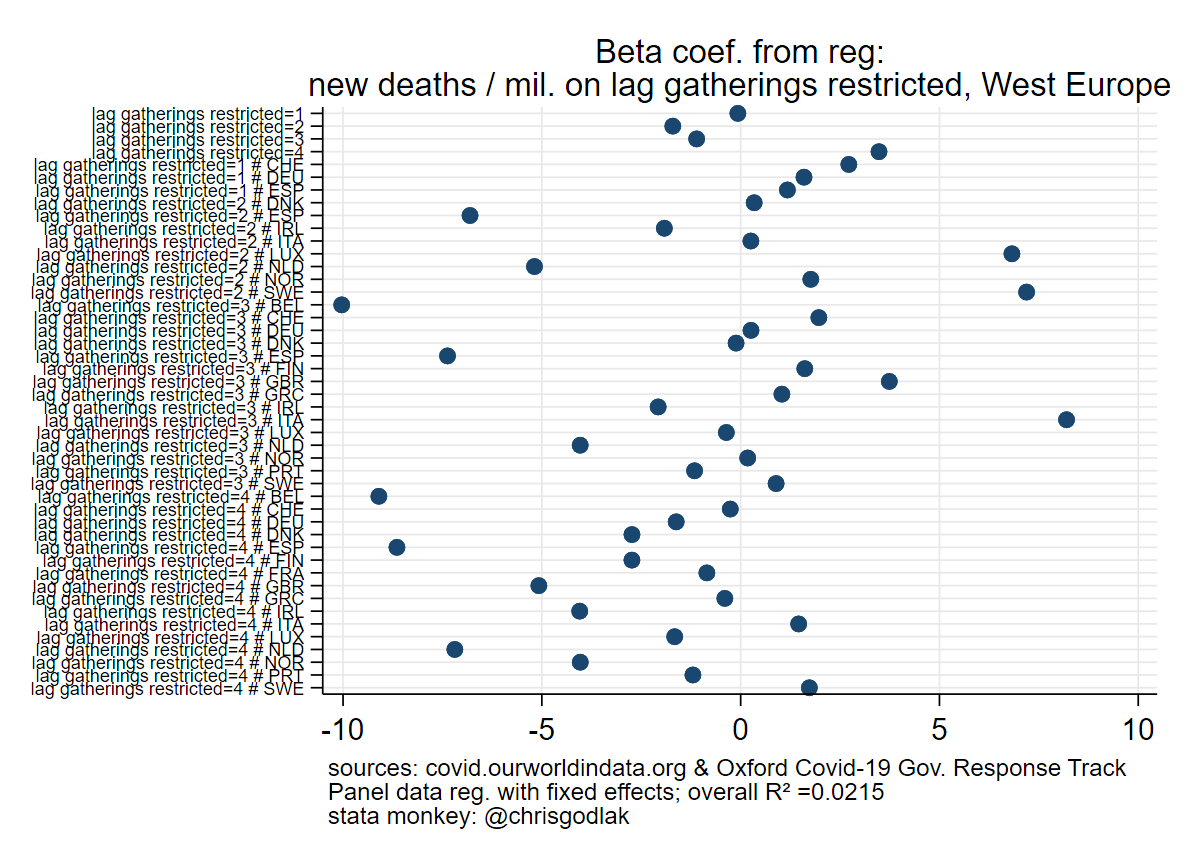 Beta coef. from reg:
new deaths / mil. on lag gatherings restricted, West Europe
lag gatherings restricted=1
lag gatherings restricted=2
lag gatherings restricted=3
lag gatherings restricted=4
lag gatherings restricted=1 # CHE
lag gatherings restricted=1 # DEU
lag gatherings restricted=1 # ESP
lag gatherings restricted=2 # DNK
lag gatherings restricted=2 # ESP
lag gatherings restricted=2 # IRL
lag gatherings restricted=2 # ITA
lag gatherings restricted=2 # LUX
lag gatherings restricted=2 # NLD
lag gatherings restricted=2 # NOR
lag gatherings restricted=2 # SWE
lag gatherings restricted=3 # BEL
lag gatherings restricted=3 # CHE
lag gatherings restricted=3 # DEU
lag gatherings restricted=3 # DNK
lag gatherings restricted=3 # ESP
lag gatherings restricted=3 # FIN
lag gatherings restricted=3 # GBR
lag gatherings restricted=3 # GRC
lag gatherings restricted=3 # IRL
lag gatherings restricted=3 # ITA
lag gatherings restricted=3 # LUX
lag gatherings restricted=3 # NLD
lag gatherings restricted=3 # NOR
lag gatherings restricted=3 # PRT
lag gatherings restricted=3 # SWE
lag gatherings restricted=4 # BEL
lag gatherings restricted=4 # CHE
lag gatherings restricted=4 # DEU
lag gatherings restricted=4 # DNK
lag gatherings restricted=4 # ESP
lag gatherings restricted=4 # FIN
lag gatherings restricted=4 # FRA
lag gatherings restricted=4 # GBR
lag gatherings restricted=4 # GRC
lag gatherings restricted=4 # IRL
lag gatherings restricted=4 # ITA
lag gatherings restricted=4 # LUX
lag gatherings restricted=4 # NLD
lag gatherings restricted=4 # NOR
lag gatherings restricted=4 # PRT
lag gatherings restricted=4 # SWE
-10 -5 0 5 10
sources: covid.ourworldindata.org & Oxford Covid-19 Gov. Response Track
Panel data reg. with fixed effects; overall R² =0.0215
stata monkey: @chrisgodlak